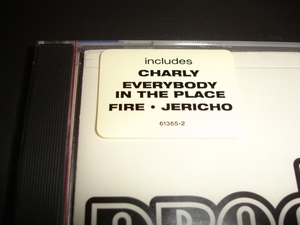 includes
CHARLY
EVERYBODY
IN THE PLACE
FIRE • JERICHO
61365-2